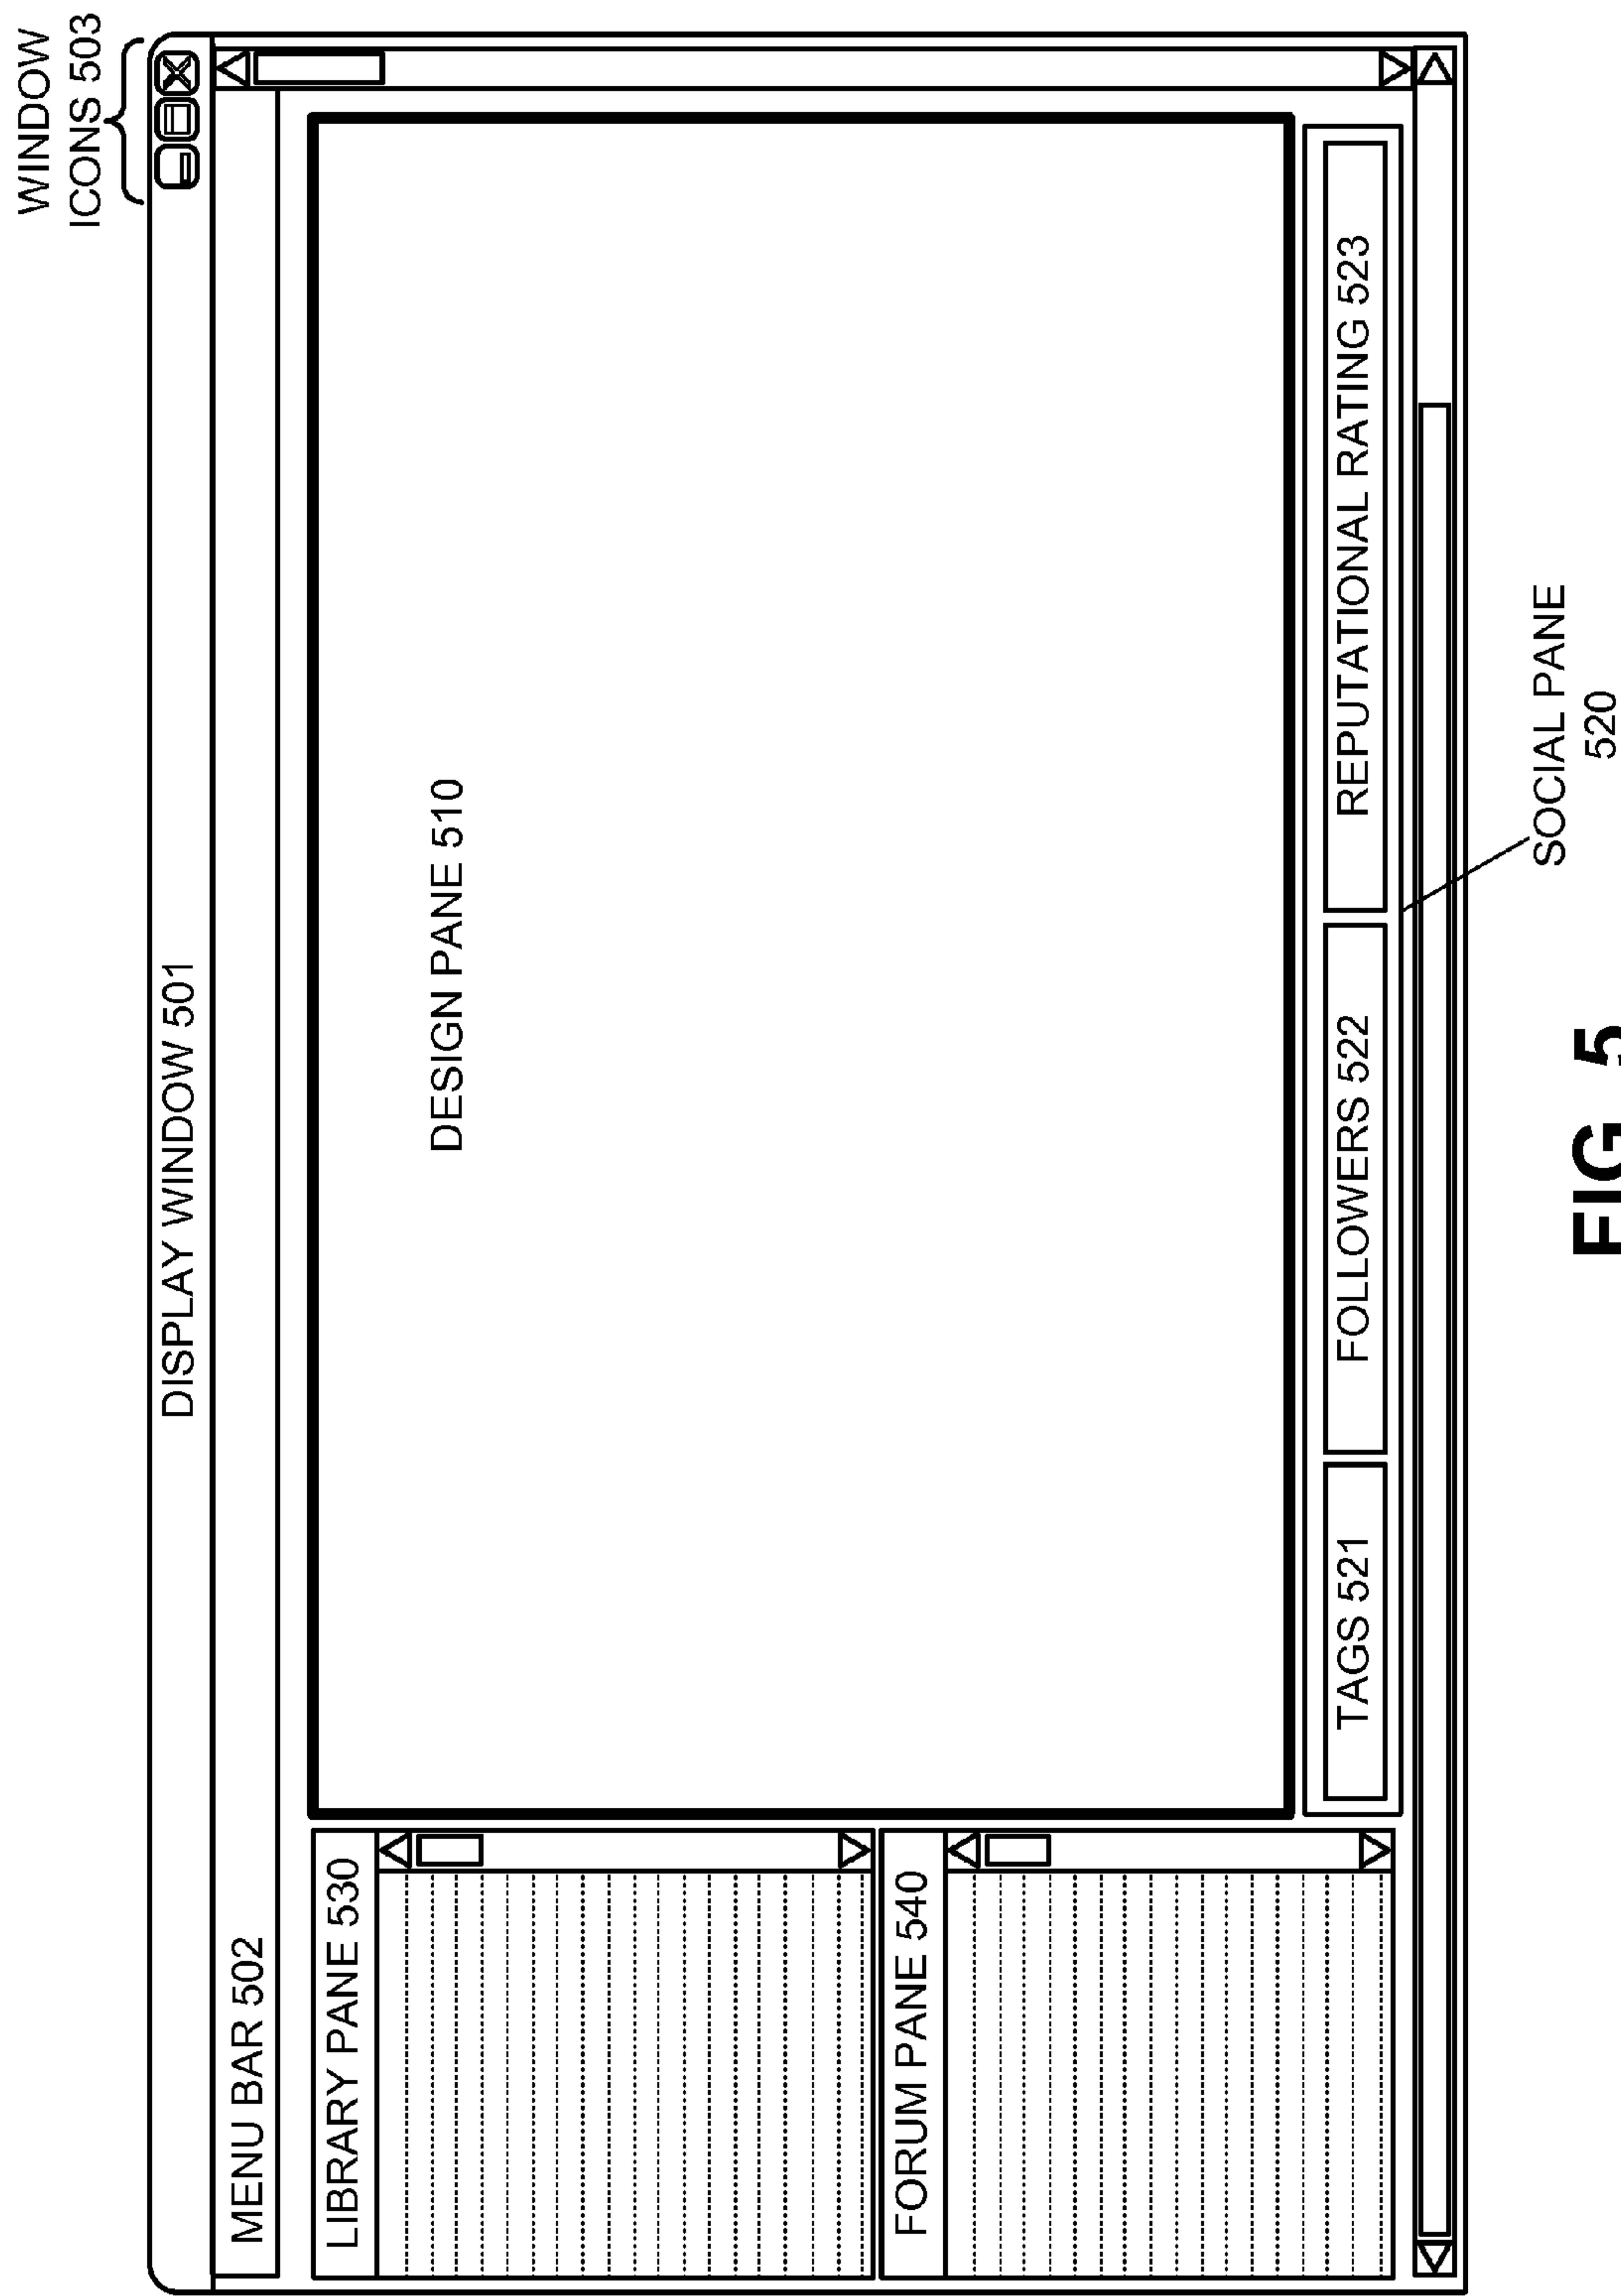 WINDOW
ICONS 503
DISPLAY WINDOW 501
MENU BAR 502
LIBRARY PANE 530
DESIGN PANE 510
FORUM PANE 540
TAGS 521
FOLLOWERS 522
REPUTATIONAL RATING 523
SOCIAL PANE
520
FIG. 5